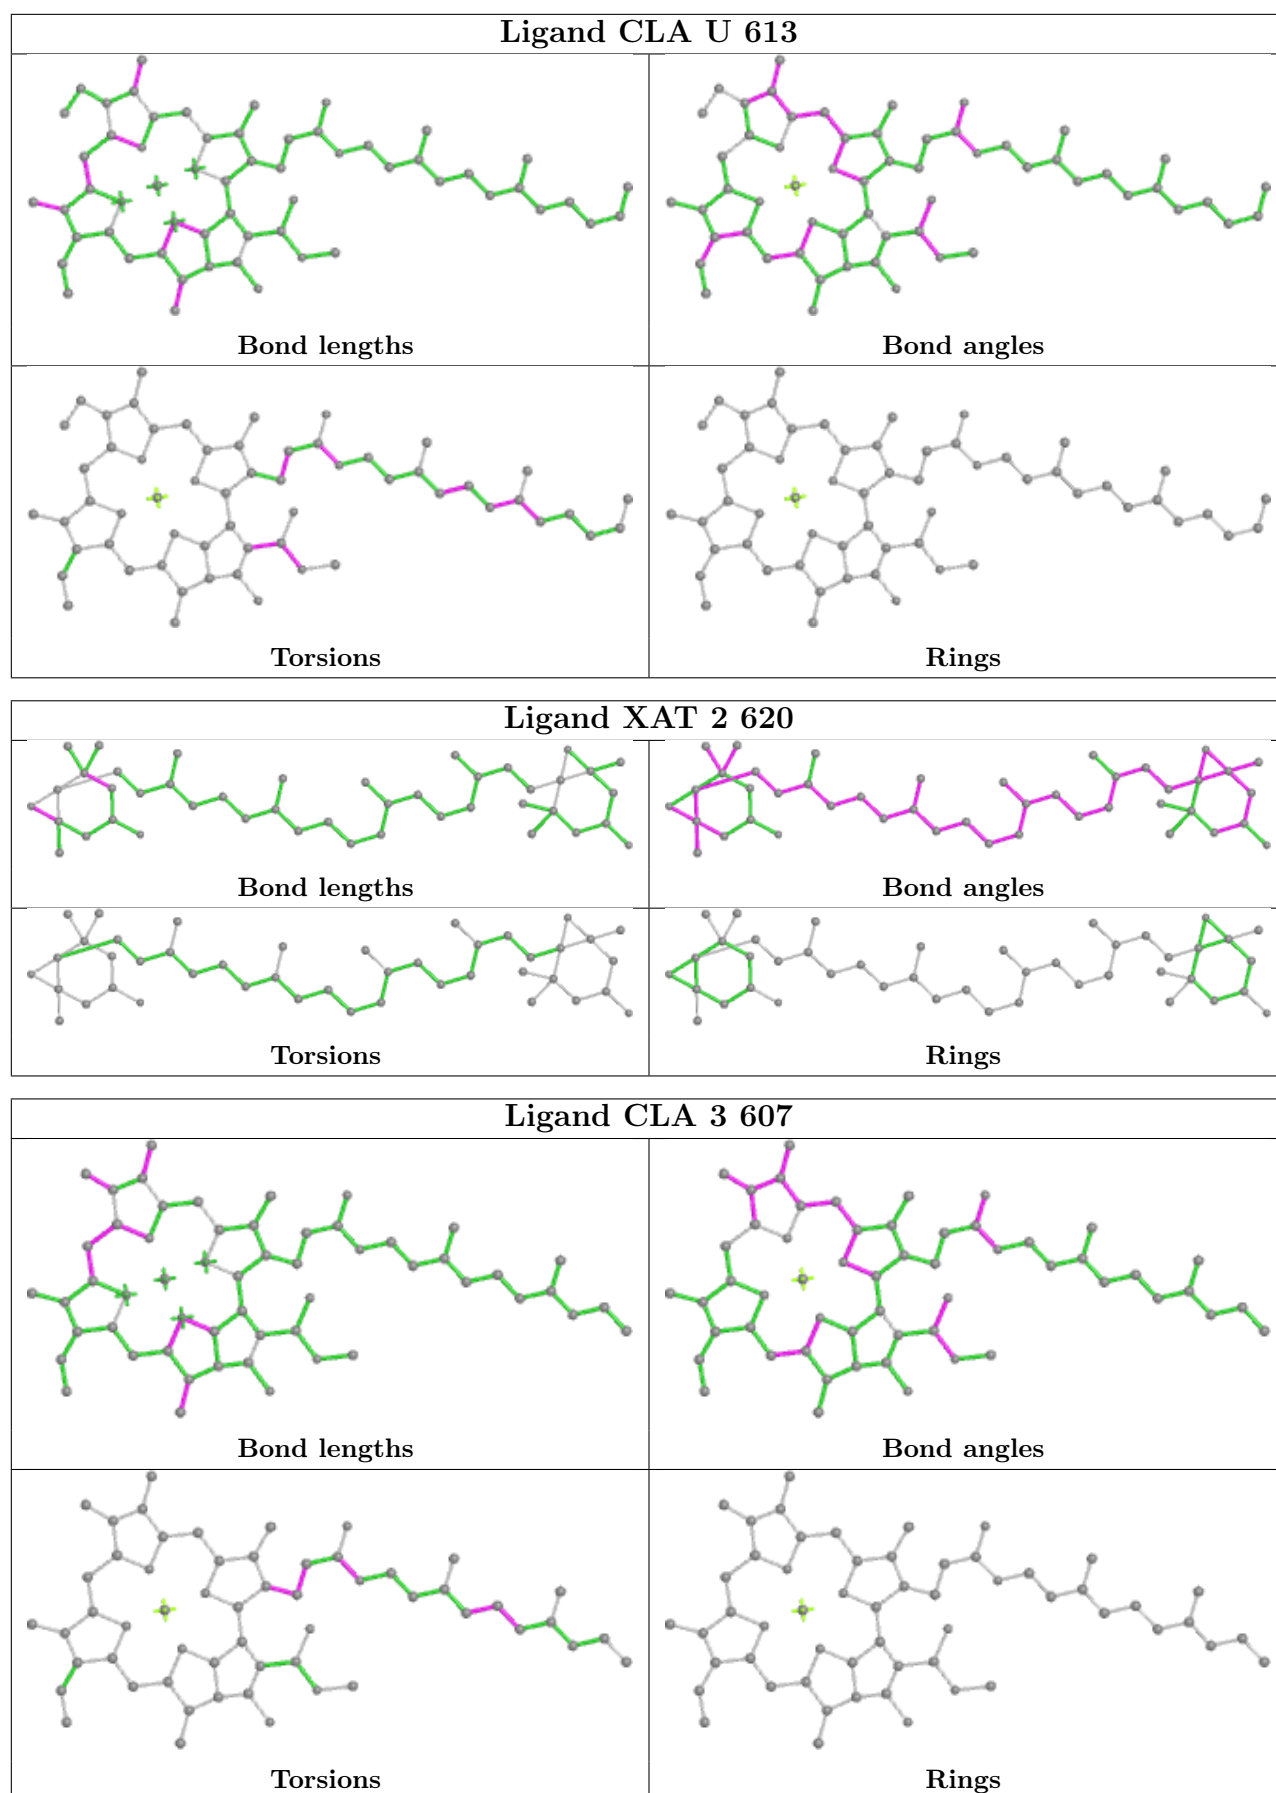 Ligand CLA U 613
Bond lengths
Bond angles
Torsions
Rings
Ligand XAT 2 620
Bond lengths
Bond angles
Torsions
Rings
Ligand CLA 3 607
Bond lengths
Bond angles
Torsions
Rings